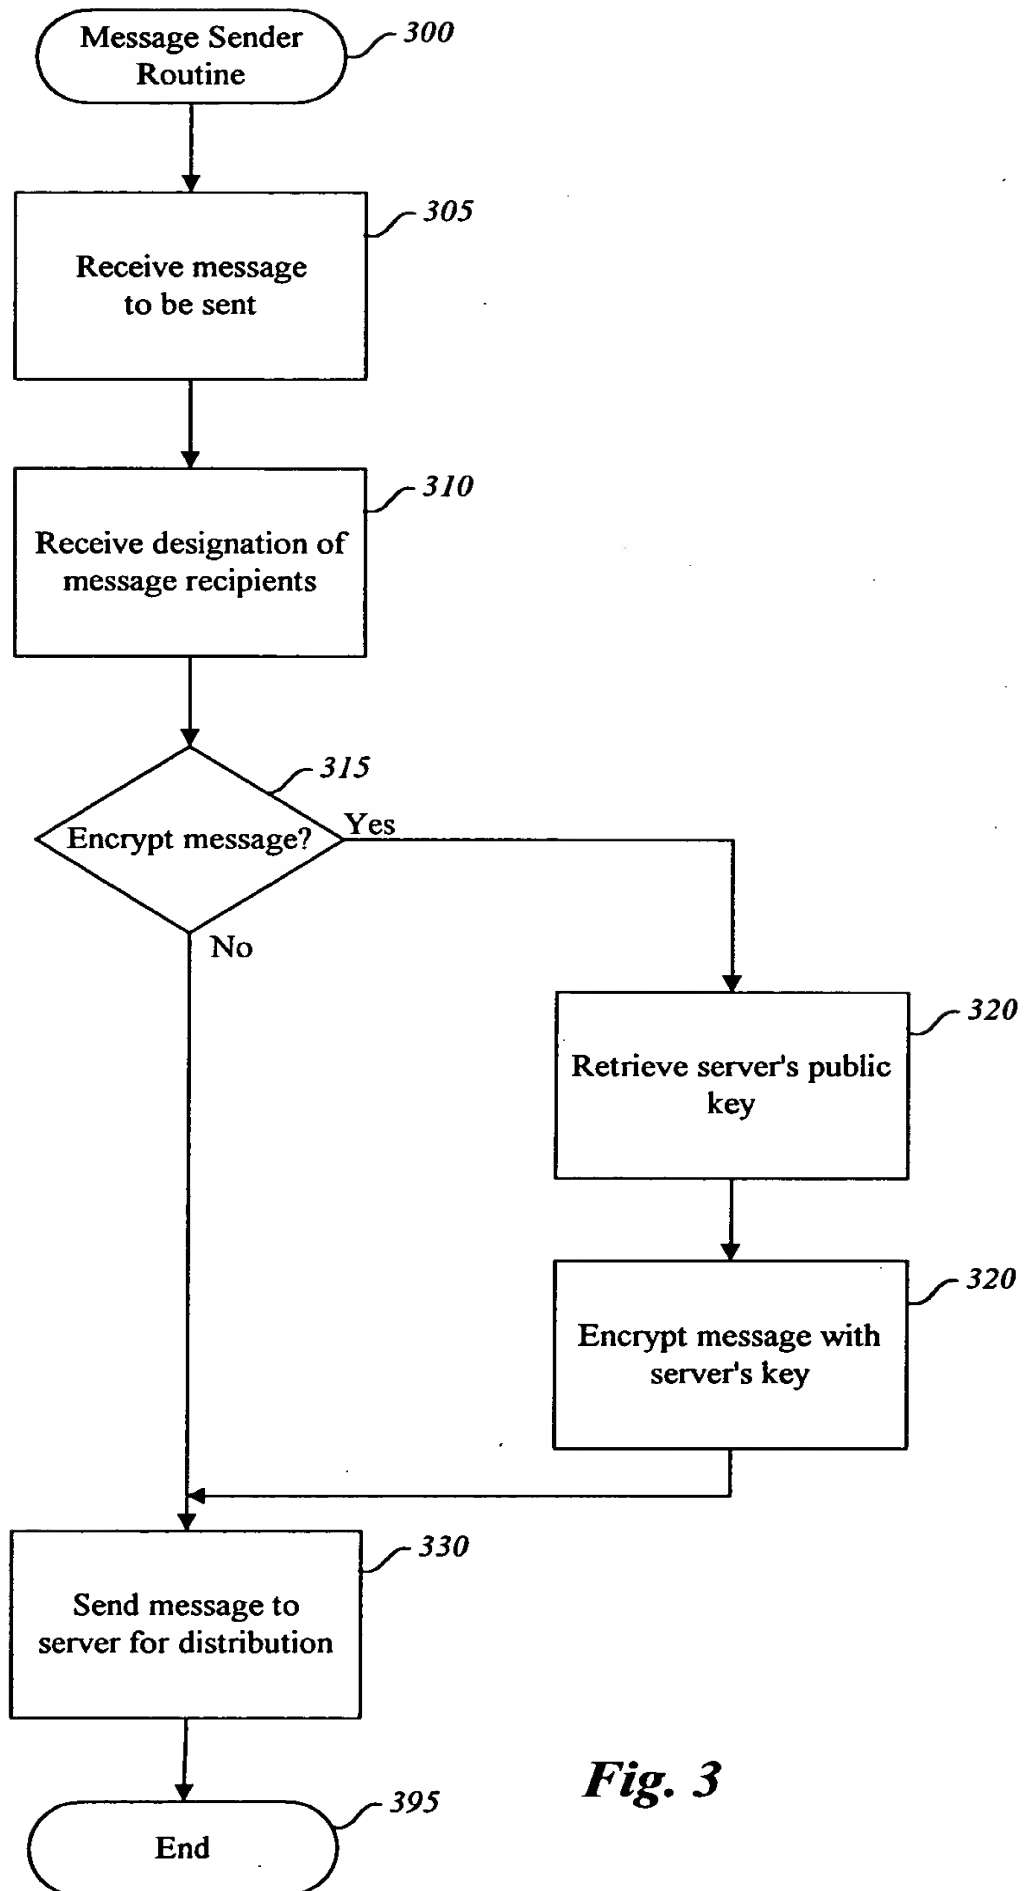 Message Sender
Routine
300
305
Receive message
to be sent
310
Receive designation of
message recipients
315
Encrypt message?
Yes
No
320
Retrieve server's public
key
320
Encrypt message with
server's key
330
Send message to
server for distribution
395
End
Fig. 3